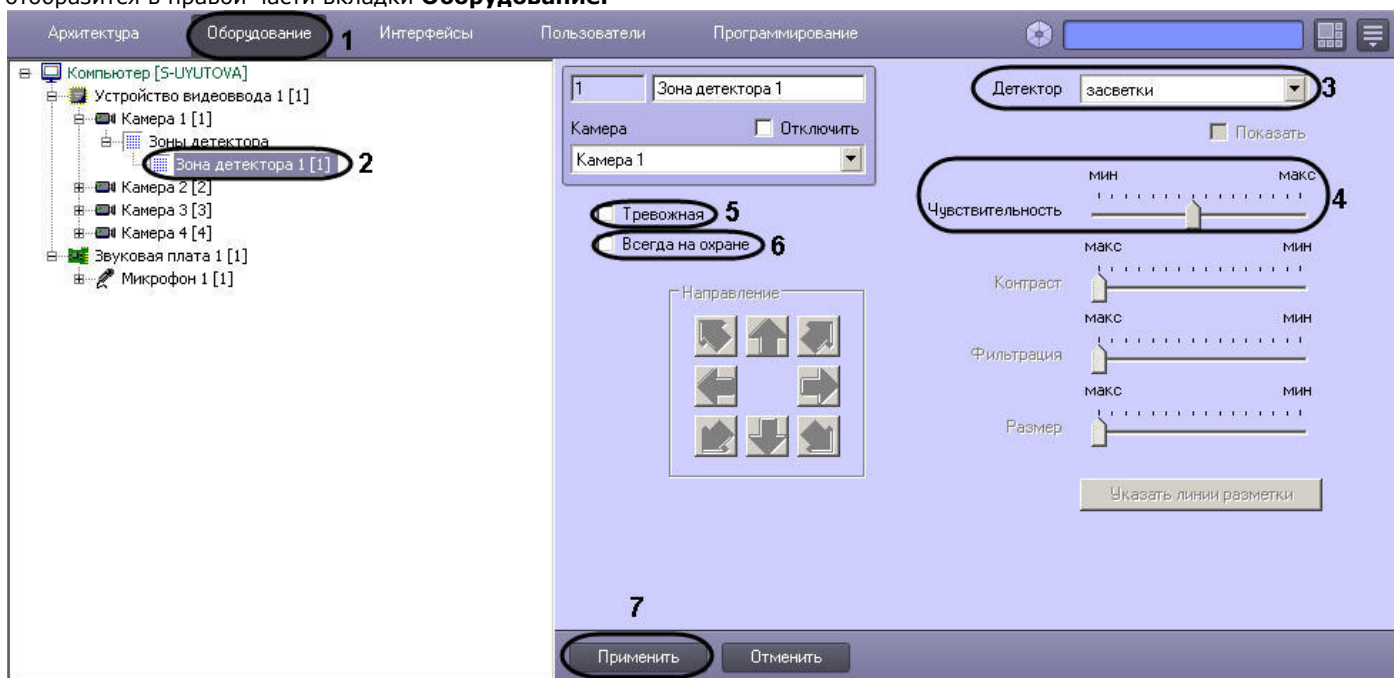 отобразится в правой части вкладки Оборудование.
Архитектура Оборудование 1 Интерфейсы Пользователи Программирование
Компьютер [S-UYUTOVA]
Устройство видеоввода 1 [1]
Камера 1 [1]
Зоны детектора
Зона детектора 1 [1] 2
Камера 2 [2]
Камера 3 [3]
Камера 4 [4]
Звуковая плата 1 [1]
Микрофон 1 [1]
1 Зона детектора 1
Камера Отключить
Камера 1
Тревожная 5
Всегда на охране 6
Направление
Детектор засветки 3
Показать
мин макс
Чувствительность 4
макс мин
Контраст
макс мин
Фильтрация
макс мин
Размер
Указать линии разметки
7
Применить Отменить